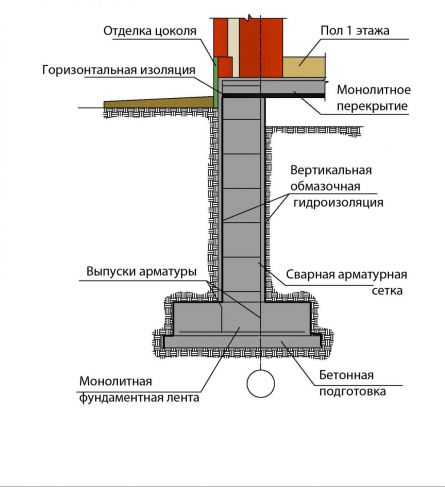 Отделка цоколя
Пол 1 этажа
Горизонтальная изоляция
Монолитное
перекрытие
Вертикальная
обмазочная
гидроизоляция
Выпуски арматуры
Сварная арматурная
сетка
Монолитная
фундаментная лента
Бетонная
подготовка